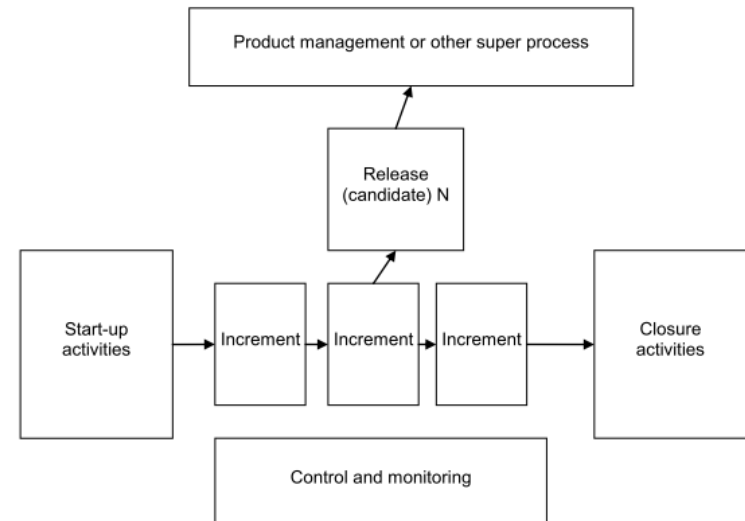 Product management or other super process
Release
(candidate) N
Start-up
activities
Increment
Increment
Increment
Closure
activities
Control and monitoring